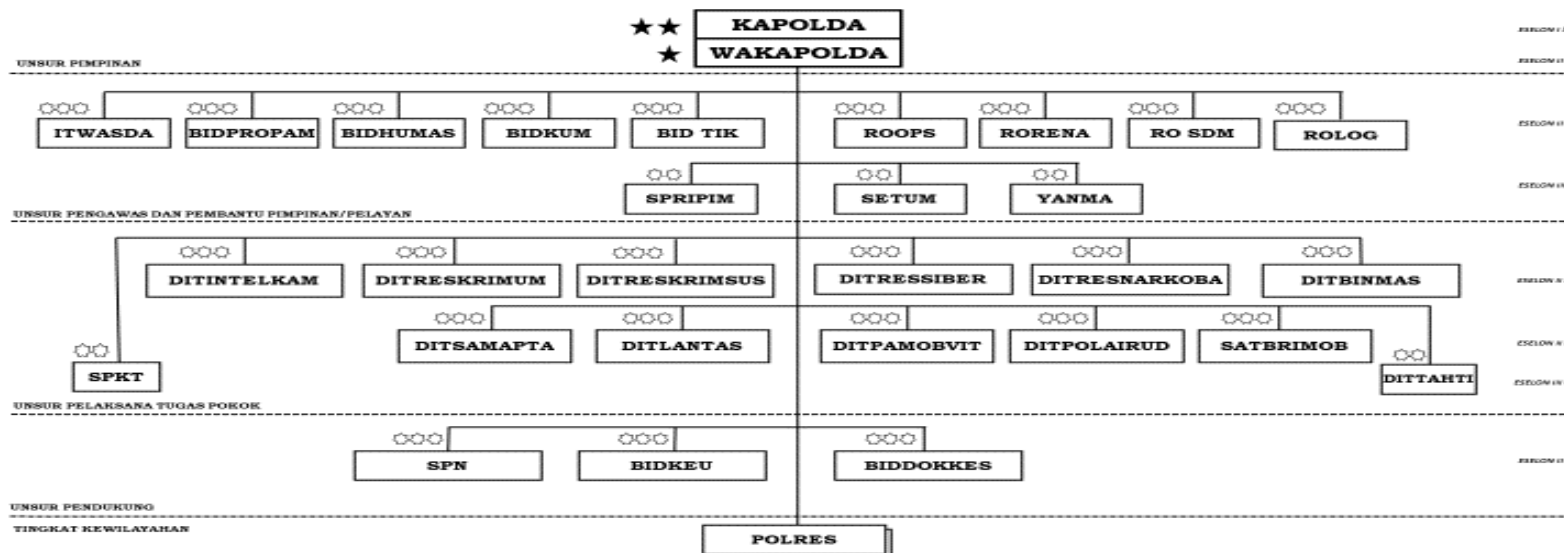 KAPOLDA
WAKAPOLDA
UNSUR PIMPINAN
ITWASDA BIDPROPAM BIDHUMAS BIDKUM BID TIK ROOPS RORENA RO SDM ROLOG
SPRIPIM SETUM YANMA
UNSUR PENGAWAS DAN PEMBANTU PIMPINAN/PELAYAN
DITINTELKAM DITRESKRIMUM DITRESKRIMSUS DITRESSIBER DITRESNARKOBA DITBINMAS
DITSAMAPTA DITLANTAS DITPAMOBVIT DITPOLAIRUD SATBRIMOB
SPKT DITTAHTI
UNSUR PELAKSANA TUGAS POKOK
SPN BIDKEU BIDDOKKES
UNSUR PENDUKUNG
TINGKAT KEWILAYAHAN
POLRES